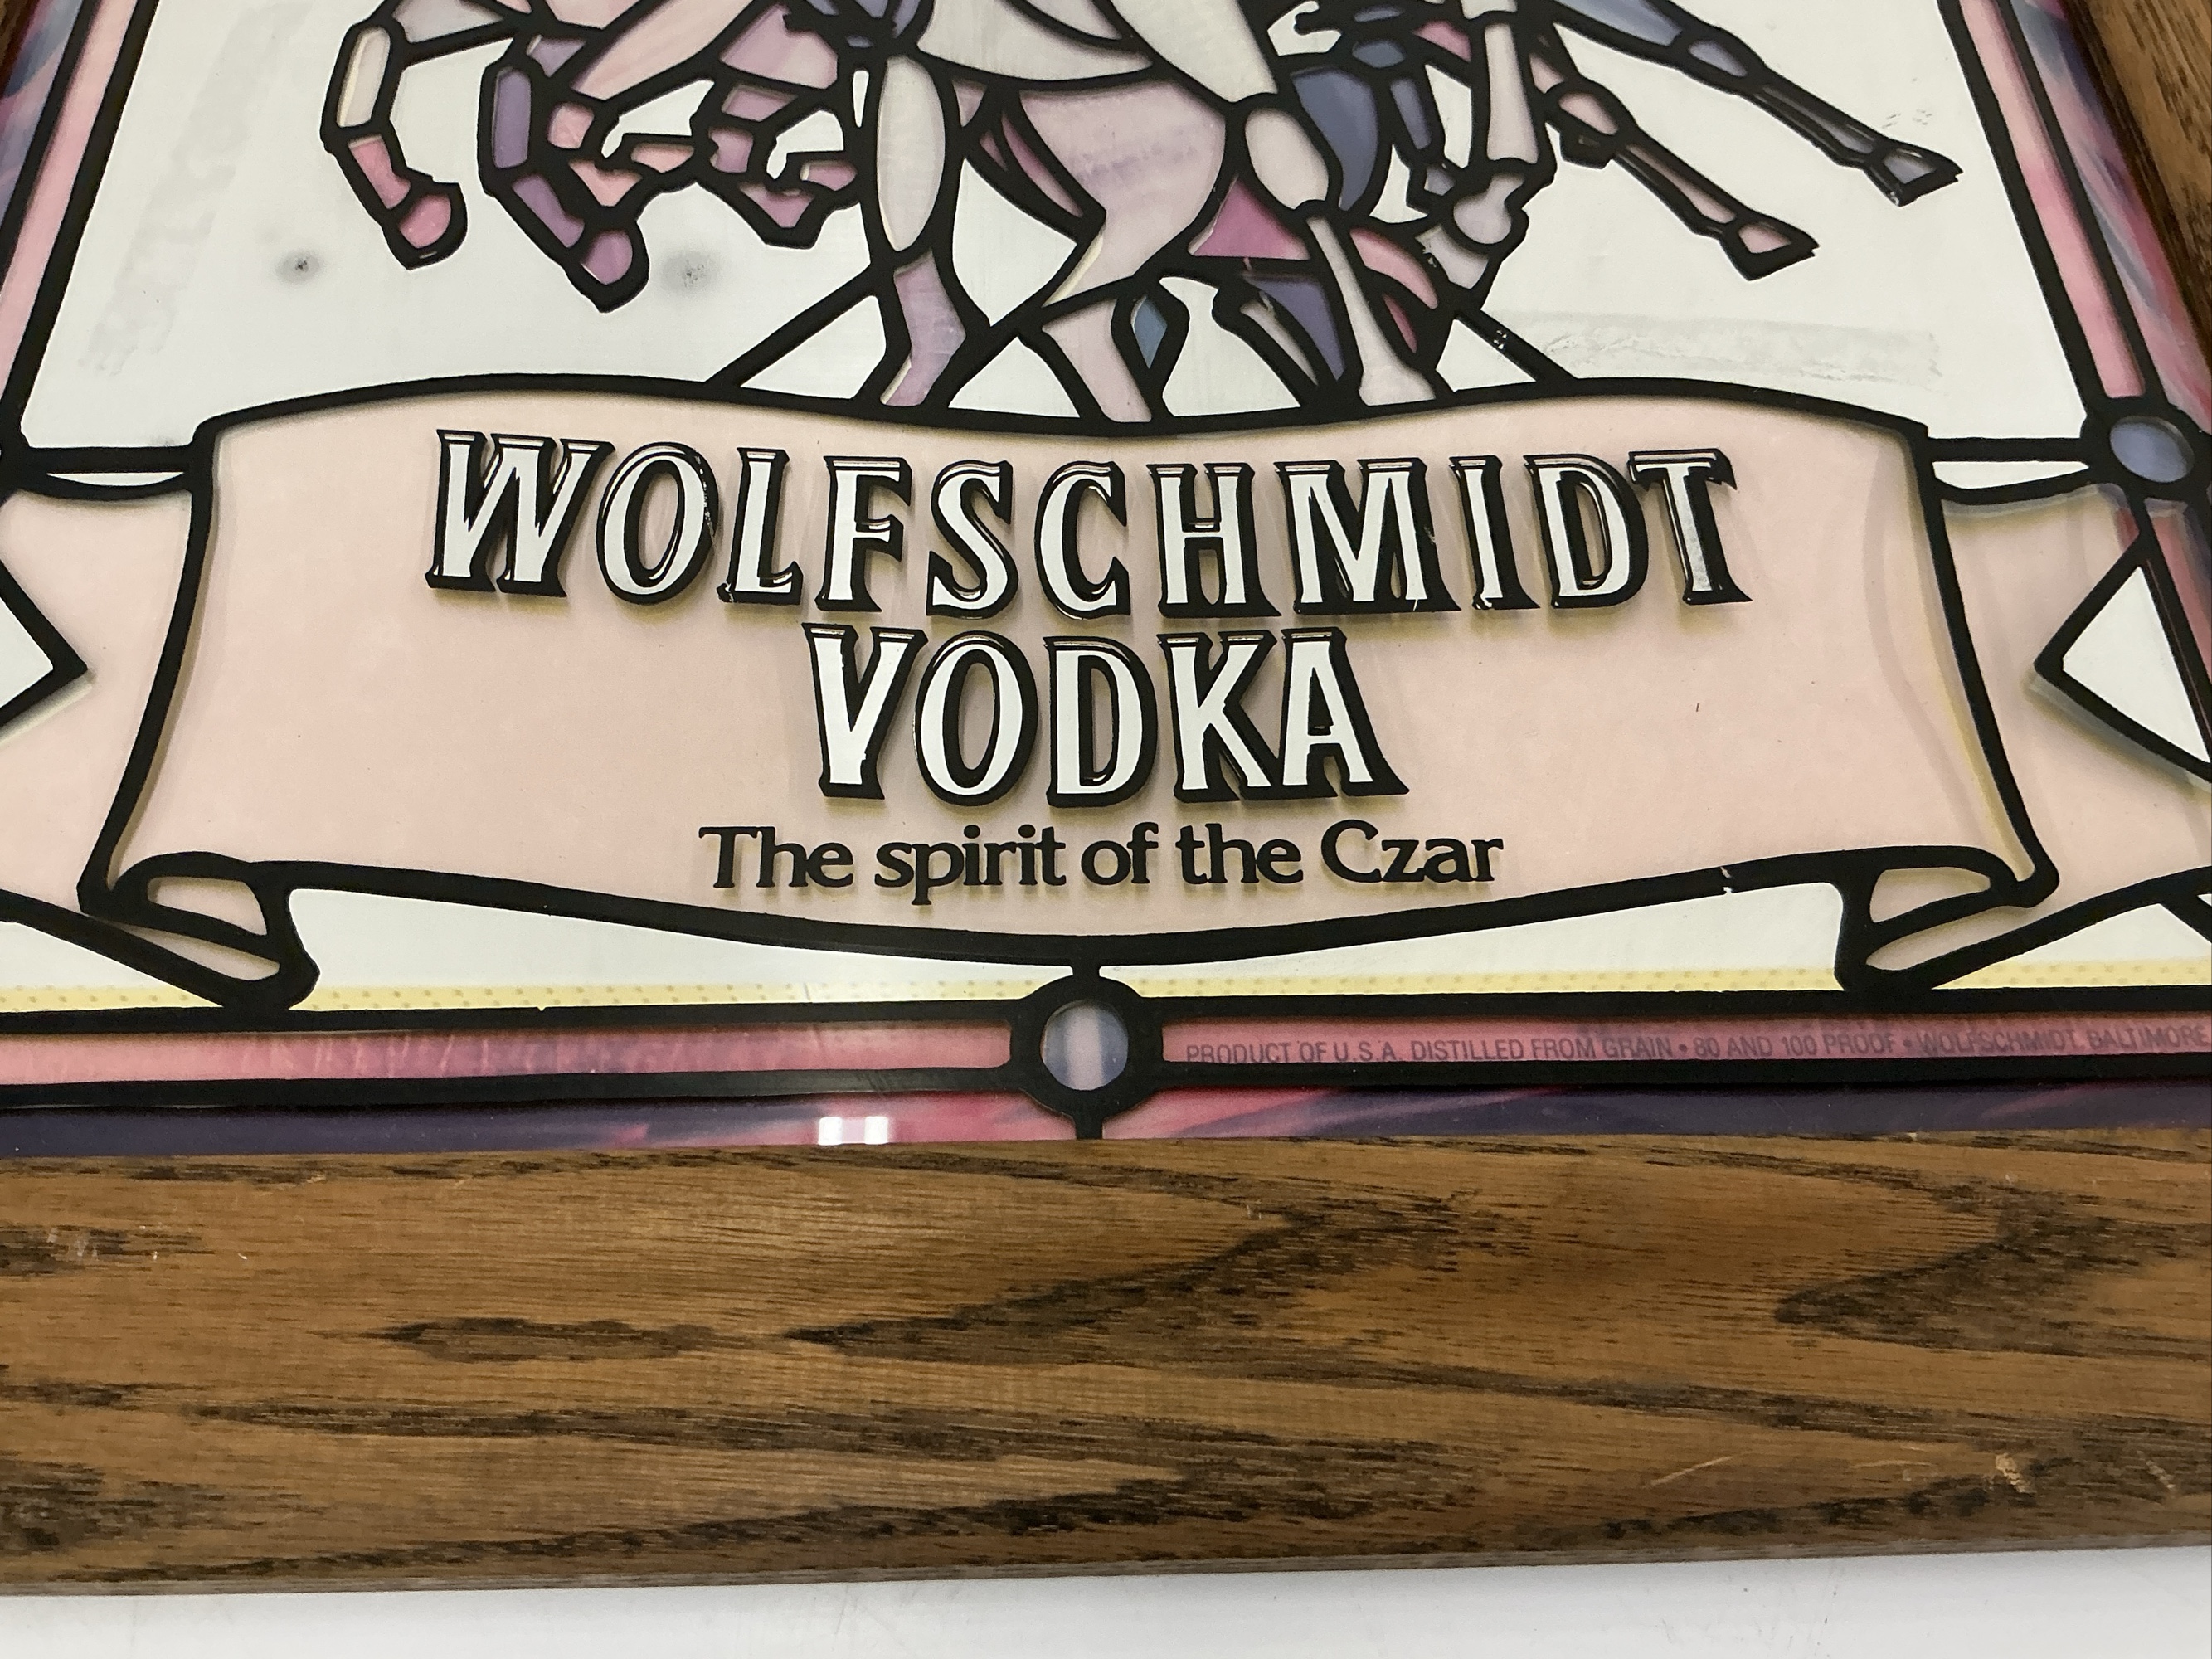 WOLFSCHMIDT
VODKA
The spirit of the Czar
PRODUCT OF U.S.A. DISTILLED FROM GRAIN • 80 AND 100 PROOF • WOLFSCHMIDT, BALTIMORE